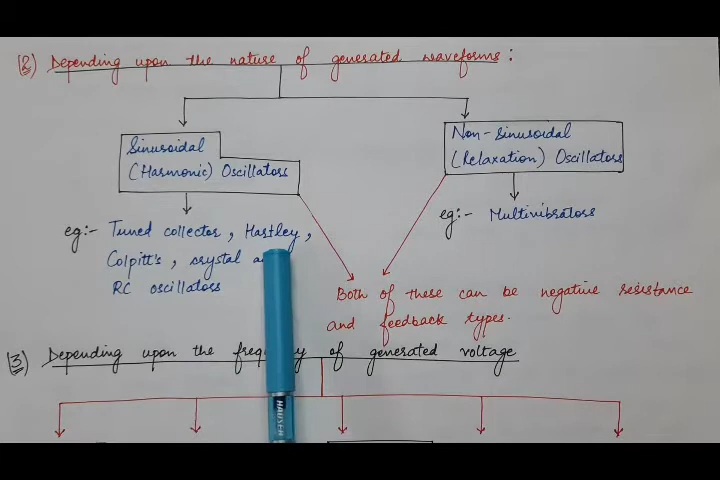 (2) Depending upon the nature of generated waveforms :
Sinusoidal
(Harmonic) Oscillators
Non-Sinusoidal
(Relaxation) Oscillators
eg:- Tuned collector, Hartley,
Colpitt's, crystal
RC oscillators
eg:- Multivibrators
Both of these can be negative resistance
and feedback types.
(3) Depending upon the of generated voltage
HAUSER